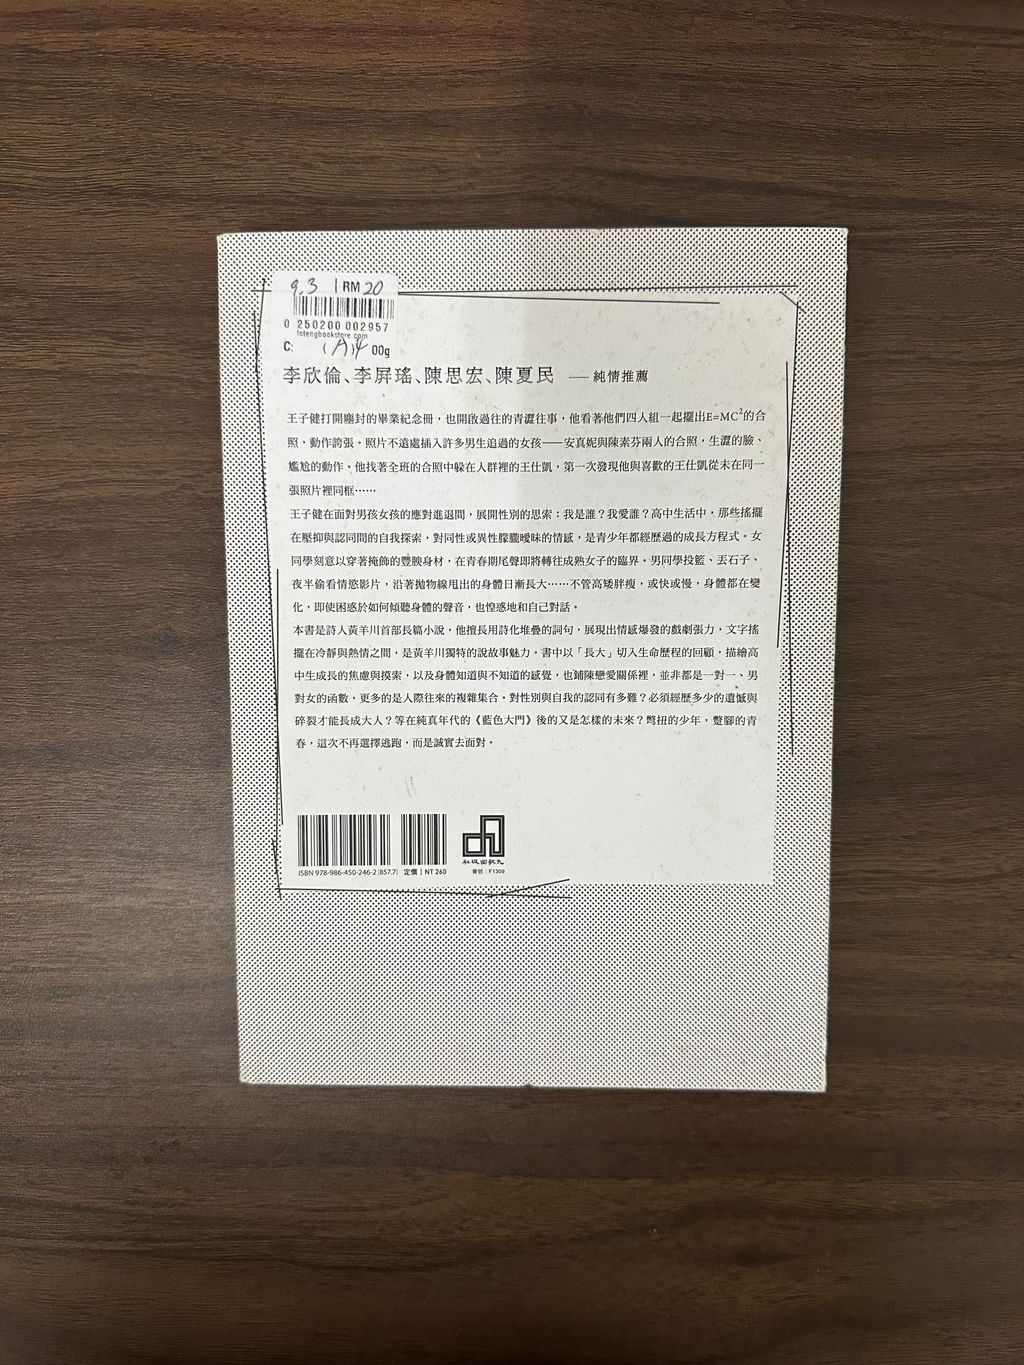 9.3 | RM 20
0 250200 002957
fotengbookstore.com
C: 00g
李欣倫、李屏瑤、陳思宏、陳夏民 ——純情推薦
王子健打開塵封的畢業紀念冊,也開啟過往的青澀往事,他看著他們四人組一起擺出E=MC²的合
照,動作誇張。照片不遠處插入許多男生追過的女孩——安真妮與陳素芬兩人的合照,生澀的臉、
尷尬的動作。他找著全班的合照中躲在人群裡的王仕凱,第一次發現他與喜歡的王仕凱從未在同一
張照片裡同框……
王子健在面對男孩女孩的應對進退間,展開性別的思索:我是誰?我愛誰?高中生活中,那些搖擺
在壓抑與認同間的自我探索,對同性或異性朦朧曖昧的情感,是青少年都經歷過的成長方程式。女
同學刻意以穿著掩飾的豐腴身材,在青春期尾聲即將轉往成熟女子的臨界。男同學投籃、丟石子、
夜半偷看情慾影片,沿著拋物線甩出的身體日漸長大……不管高矮胖瘦,或快或慢,身體都在變
化,即使困惑於如何傾聽身體的聲音,也惶惑地和自己對話。
本書是詩人黃羊川首部長篇小說,他擅長用詩化堆疊的詞句,展現出情感爆發的戲劇張力,文字搖
擺在冷靜與熱情之間,是黃羊川獨特的說故事魅力。書中以「長大」切入生命歷程的回顧,描繪高
中生成長的焦慮與摸索,以及身體知道與不知道的感覺,也鋪陳戀愛關係裡,並非都是一對一、男
對女的函數,更多的是人際往來的複雜集合。對性別與自我的認同有多難?必須經歷多少的遺憾與
碎裂才能長成大人?等在純真年代的《藍色大門》後的又是怎樣的未來?彆扭的少年,蹩腳的青
春,這次不再選擇逃跑,而是誠實去面對。
九歌出版社
ISBN 978-986-450-246-2 [857.7] 定價|NT 260 書號:F1309